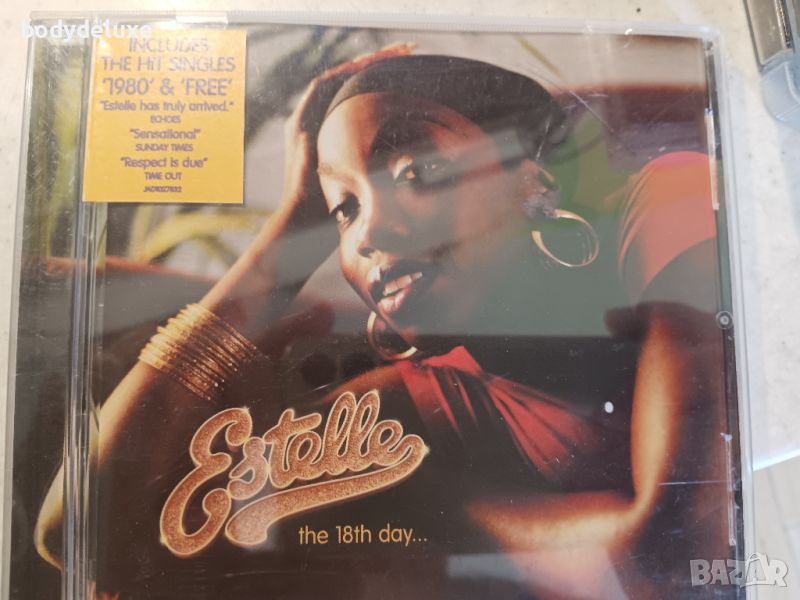 bodydeluxe
INCLUDES
THE HIT SINGLES
'1980' & 'FREE'
"Estelle has truly arrived."
ECHOES
"Sensational"
SUNDAY TIMES
"Respect is due"
TIME OUT
Estelle
the 18th day...
BAZAR